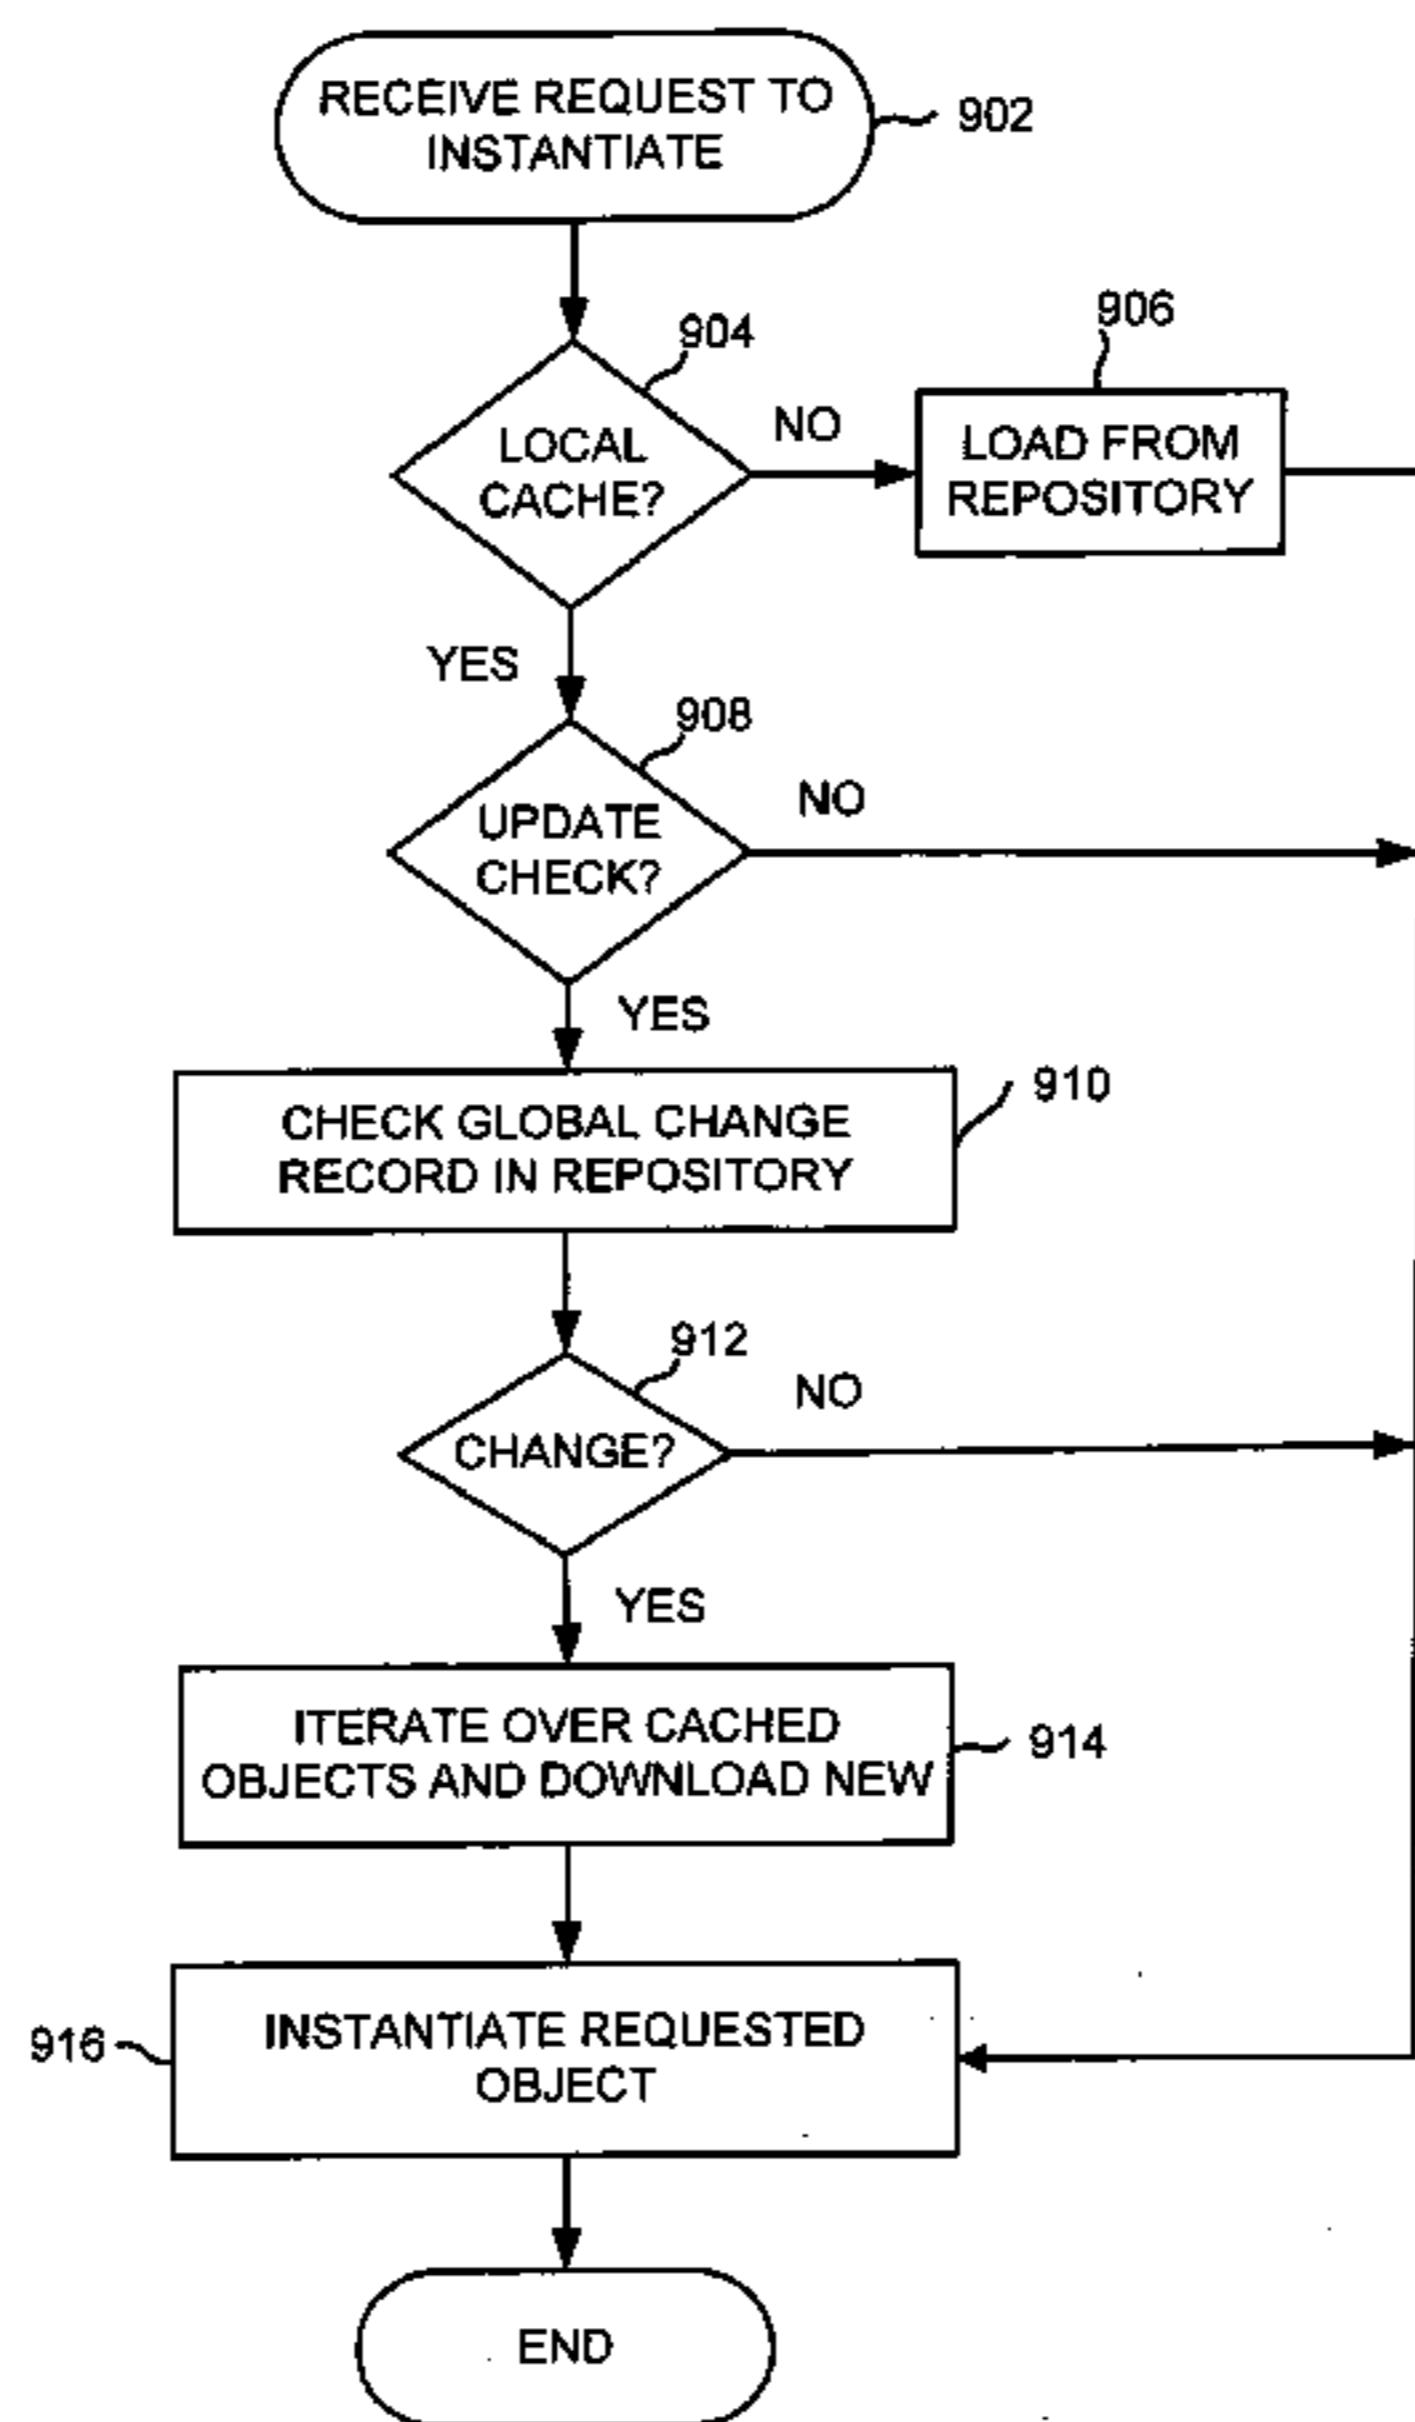 RECEIVE REQUEST TO
INSTANTIATE
902
904
906
LOCAL
CACHE?
NO
LOAD FROM
REPOSITORY
YES
908
UPDATE
CHECK?
NO
YES
CHECK GLOBAL CHANGE
RECORD IN REPOSITORY
910
912
CHANGE?
NO
YES
ITERATE OVER CACHED
OBJECTS AND DOWNLOAD NEW
914
916
INSTANTIATE REQUESTED
OBJECT
END